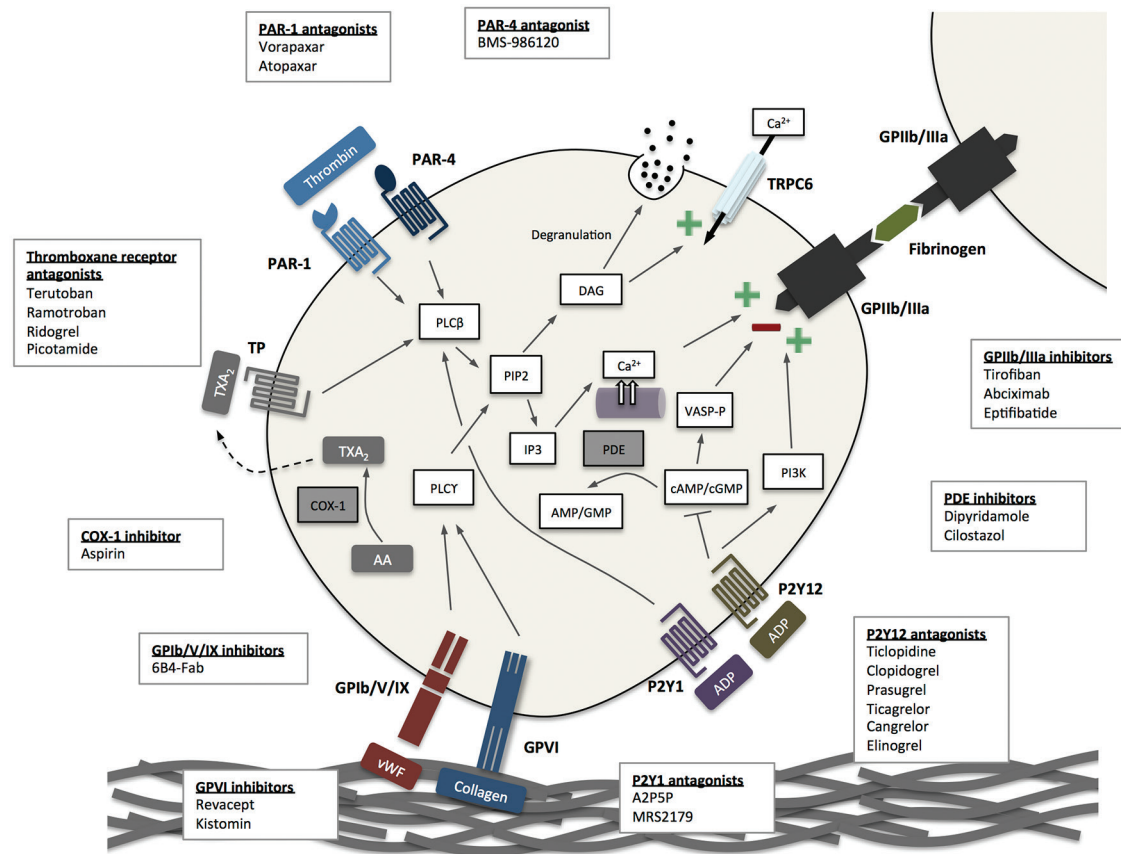 PAR-1 antagonists
Vorapaxar
Atopaxar
PAR-4 antagonist
BMS-986120
Ca²⁺
GPIIb/IIIa
TRPC6
PAR-4
Thrombin
PAR-1
Degranulation
Fibrinogen
GPIIb/IIIa
Thromboxane receptor
antagonists
Terutoban
Ramotroban
Ridogrel
Picotamide
DAG
PLCβ
TP
TXA₂
PIP2
Ca²⁺
GPIIb/IIIa inhibitors
Tirofiban
Abciximab
Eptifibatide
VASP-P
TXA₂
IP3
PDE
PLCγ
cAMP/cGMP
PI3K
COX-1
AMP/GMP
PDE inhibitors
Dipyridamole
Cilostazol
COX-1 inhibitor
Aspirin
AA
P2Y12
ADP
GPIb/V/IX inhibitors
6B4-Fab
GPIb/V/IX
P2Y1
ADP
P2Y12 antagonists
Ticlopidine
Clopidogrel
Prasugrel
Ticagrelor
Cangrelor
Elinogrel
GPVI
vWF
Collagen
GPVI inhibitors
Revacept
Kistomin
P2Y1 antagonists
A2P5P
MRS2179